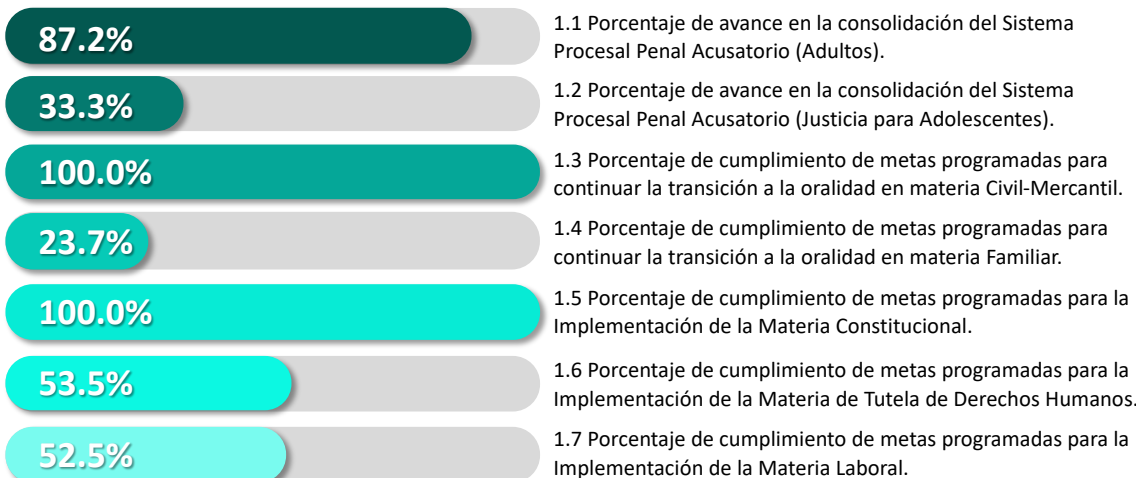 87.2%
1.1 Porcentaje de avance en la consolidación del Sistema
Procesal Penal Acusatorio (Adultos).
33.3%
1.2 Porcentaje de avance en la consolidación del Sistema
Procesal Penal Acusatorio (Justicia para Adolescentes).
100.0%
1.3 Porcentaje de cumplimiento de metas programadas para
continuar la transición a la oralidad en materia Civil-Mercantil.
23.7%
1.4 Porcentaje de cumplimiento de metas programadas para
continuar la transición a la oralidad en materia Familiar.
100.0%
1.5 Porcentaje de cumplimiento de metas programadas para la
Implementación de la Materia Constitucional.
53.5%
1.6 Porcentaje de cumplimiento de metas programadas para la
Implementación de la Materia de Tutela de Derechos Humanos.
52.5%
1.7 Porcentaje de cumplimiento de metas programadas para la
Implementación de la Materia Laboral.